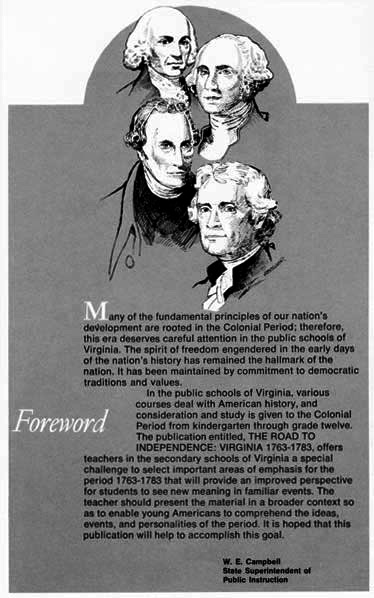 Many of the fundamental principles of our nation's
development are rooted in the Colonial Period; therefore,
this era deserves careful attention in the public schools of
Virginia. The spirit of freedom engendered in the early days
of the nation's history has remained the hallmark of the
nation. It has been maintained by commitment to democratic
traditions and values.
In the public schools of Virginia, various
courses deal with American history, and
consideration and study is given to the Colonial
Foreword
Period from kindergarten through grade twelve.
The publication entitled, THE ROAD TO
INDEPENDENCE: VIRGINIA 1763-1783, offers
teachers in the secondary schools of Virginia a special
challenge to select important areas of emphasis for the
period 1763-1783 that will provide an improved perspective
for students to see new meaning in familiar events. The
teacher should present the material in a broader context so
as to enable young Americans to comprehend the ideas,
events, and personalities of the period. It is hoped that this
publication will help to accomplish this goal.
W. E. Campbell
State Superintendent of
Public Instruction